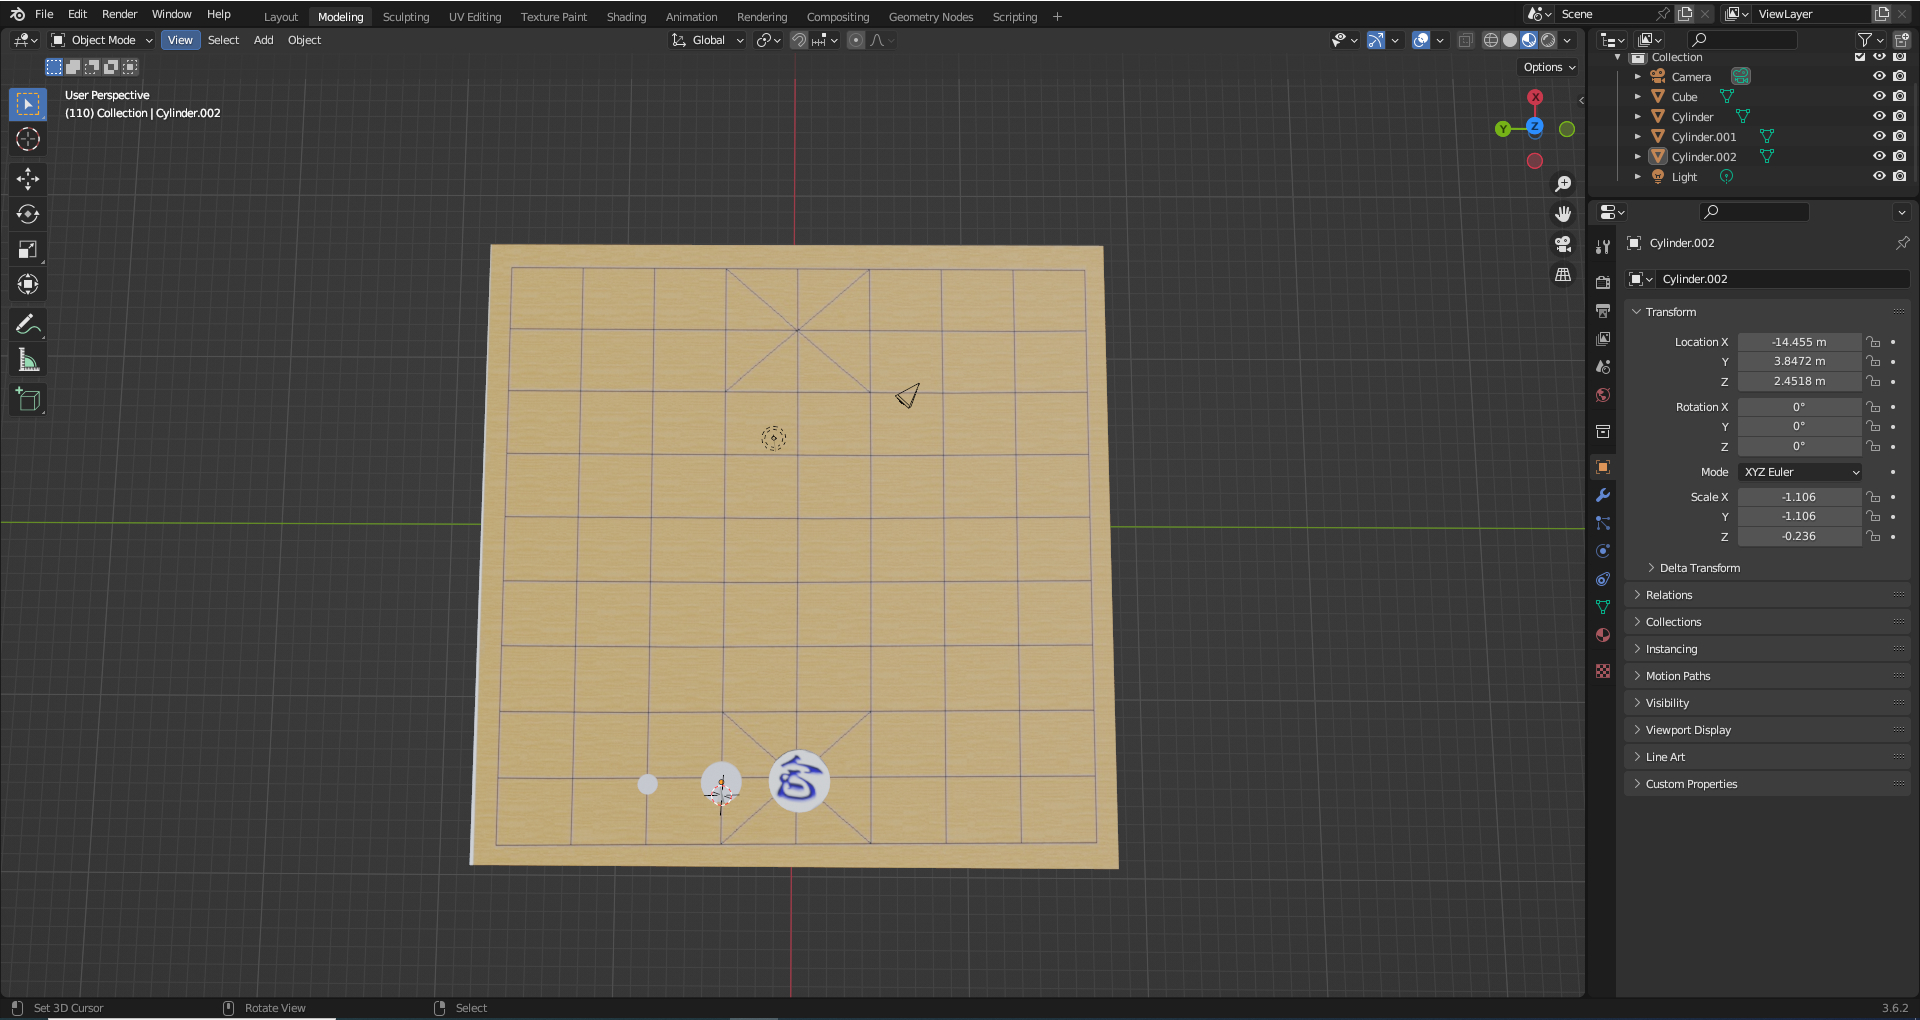 File Edit Render Window Help Layout Modeling Sculpting UV Editing Texture Paint Shading Animation Rendering Compositing Geometry Nodes Scripting + Scene ViewLayer
Object Mode View Select Add Object Global
Options
User Perspective
(110) Collection | Cylinder.002
X
Y
Z
Collection
Camera
Cube
Cylinder
Cylinder.001
Cylinder.002
Light
Cylinder.002
Cylinder.002
Transform
Location X -14.455 m
Y 3.8472 m
Z 2.4518 m
Rotation X 0°
Y 0°
Z 0°
Mode XYZ Euler
Scale X -1.106
Y -1.106
Z -0.236
Delta Transform
Relations
Collections
Instancing
Motion Paths
Visibility
Viewport Display
Line Art
Custom Properties
Set 3D Cursor Rotate View Select 3.6.2